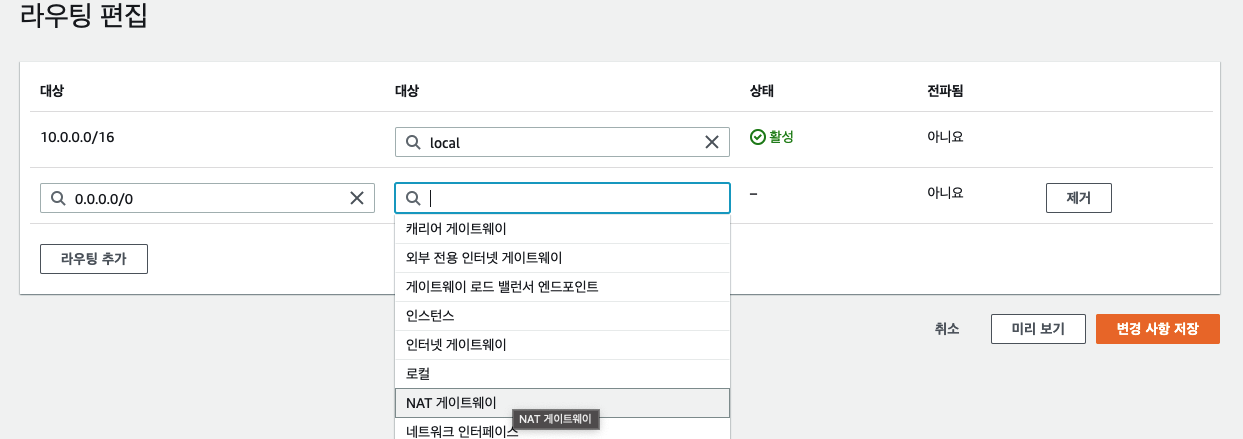 라우팅 편집
대상 대상 상태 전파됨
10.0.0.0/16 local 활성 아니요
0.0.0.0/0 – 아니요 제거
캐리어 게이트웨이
라우팅 추가 외부 전용 인터넷 게이트웨이
게이트웨이 로드 밸런서 엔드포인트
인스턴스
취소 미리 보기 변경 사항 저장
인터넷 게이트웨이
로컬
NAT 게이트웨이
NAT 게이트웨이
네트워크 인터페이스